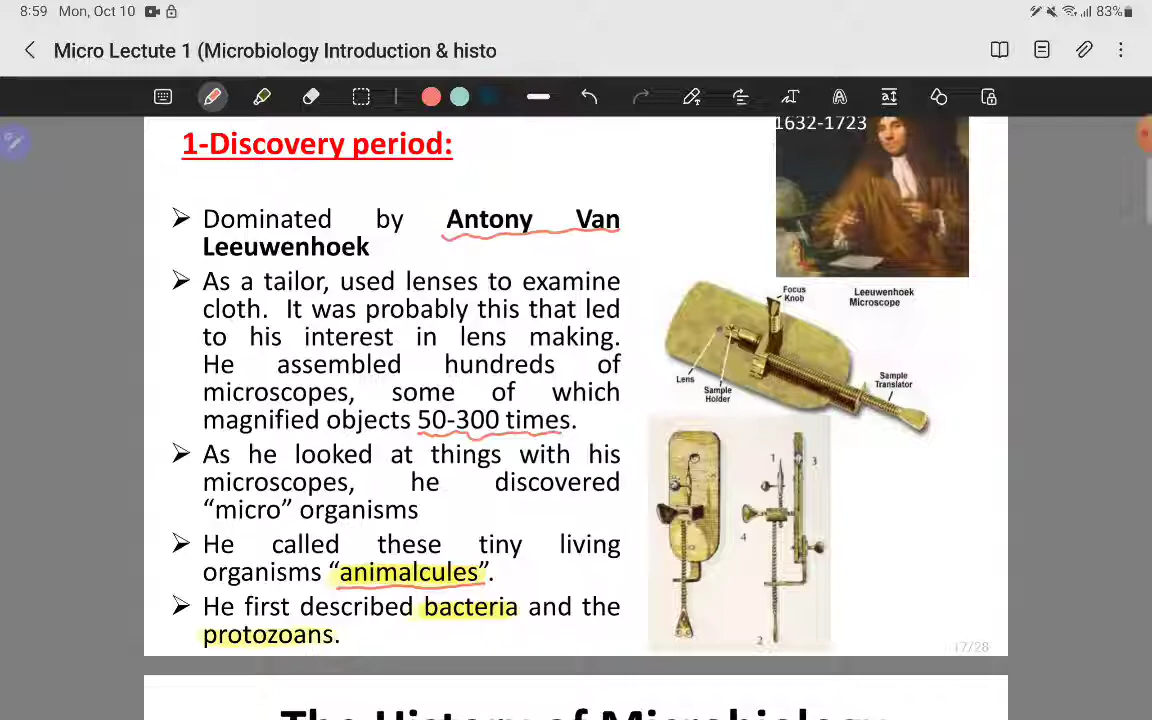 8:59 Mon, Oct 10
83%
Micro Lectute 1 (Microbiology Introduction & histo
1-Discovery period:
1632-1723
Dominated by Antony Van
Leeuwenhoek
As a tailor, used lenses to examine
cloth. It was probably this that led
to his interest in lens making.
He assembled hundreds of
microscopes, some of which
magnified objects 50-300 times.
As he looked at things with his
microscopes, he discovered
“micro” organisms
He called these tiny living
organisms “animalcules”.
He first described bacteria and the
protozoans.
Focus
Knob
Leeuwenhoek
Microscope
Lens
Sample
Holder
Sample
Translator
1
3
4
2
17/28
The History of Microbiology